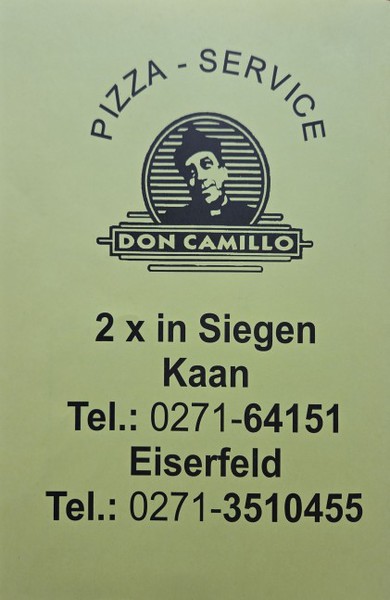 PIZZA - SERVICE
DON CAMILLO
2 x in Siegen
Kaan
Tel.: 0271-64151
Eiserfeld
Tel.: 0271-3510455